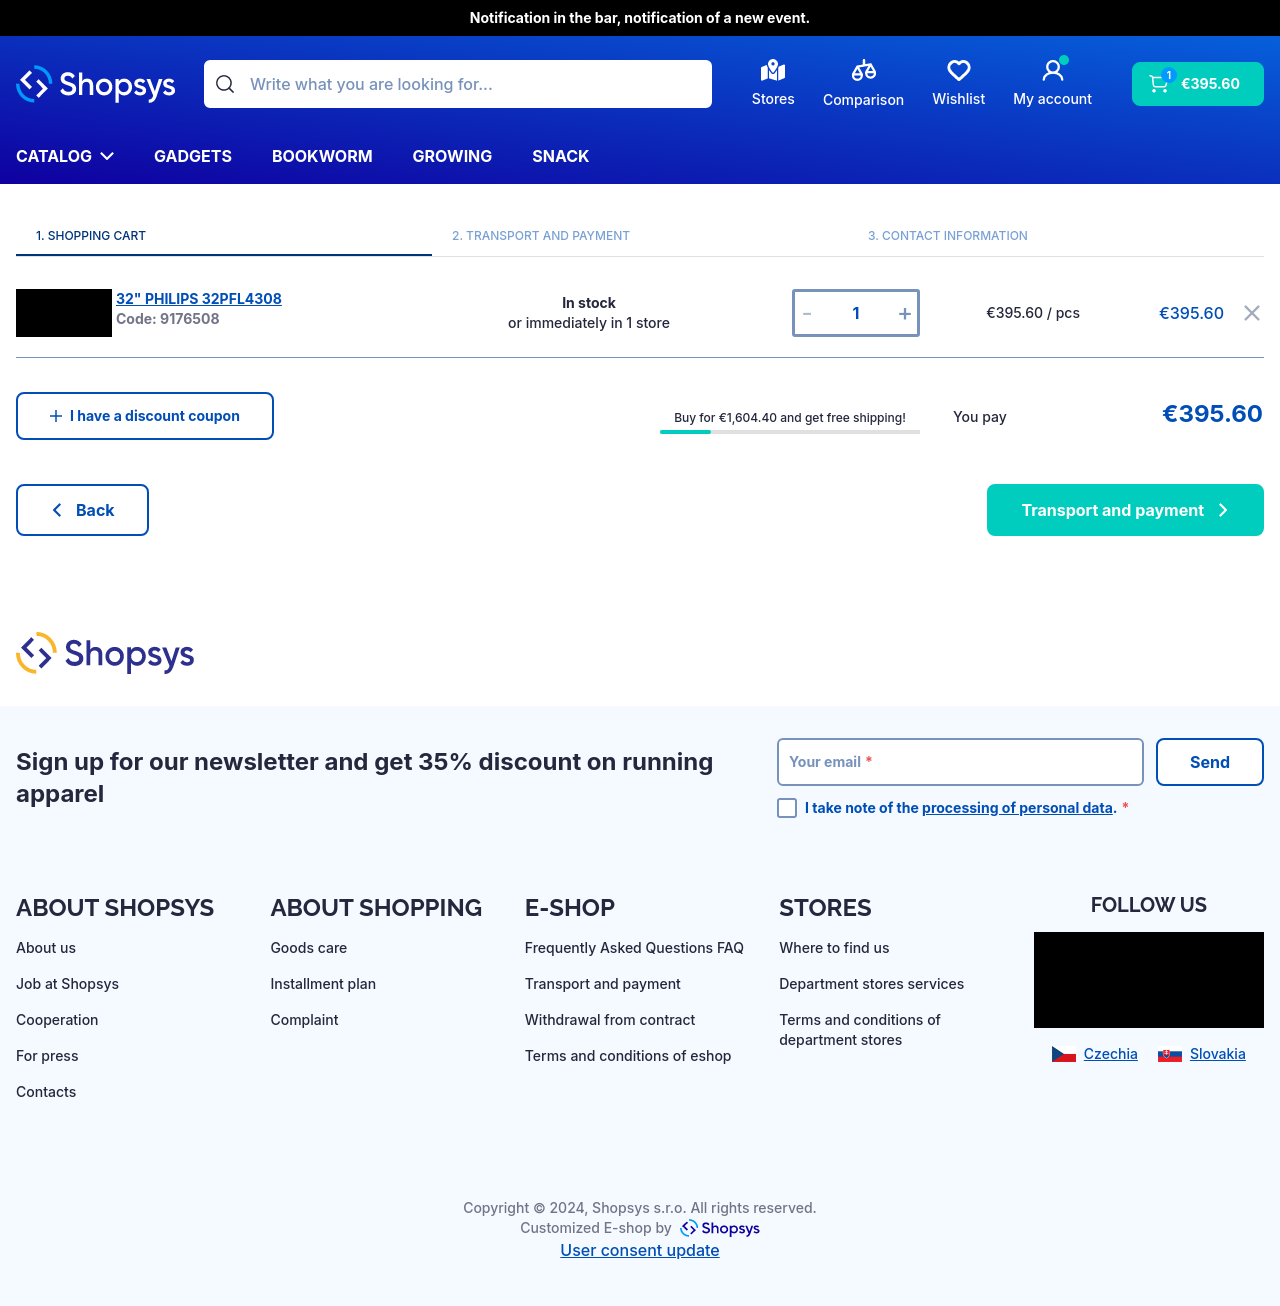 Notification in the bar, notification of a new event.
Shopsys
Write what you are looking for...
Stores
Comparison
Wishlist
My account
1
€395.60
CATALOG
GADGETS
BOOKWORM
GROWING
SNACK
1. SHOPPING CART
2. TRANSPORT AND PAYMENT
3. CONTACT INFORMATION
32" PHILIPS 32PFL4308
Code: 9176508
In stock
or immediately in 1 store
- 1 +
€395.60 / pcs
€395.60
I have a discount coupon
Buy for €1,604.40 and get free shipping!
You pay
€395.60
Back
Transport and payment
Shopsys
Sign up for our newsletter and get 35% discount on running
apparel
Your email *
Send
I take note of the processing of personal data. *
ABOUT SHOPSYS
About us
Job at Shopsys
Cooperation
For press
Contacts
ABOUT SHOPPING
Goods care
Installment plan
Complaint
E-SHOP
Frequently Asked Questions FAQ
Transport and payment
Withdrawal from contract
Terms and conditions of eshop
STORES
Where to find us
Department stores services
Terms and conditions of
department stores
FOLLOW US
Czechia
Slovakia
Copyright © 2024, Shopsys s.r.o. All rights reserved.
Customized E-shop by Shopsys
User consent update